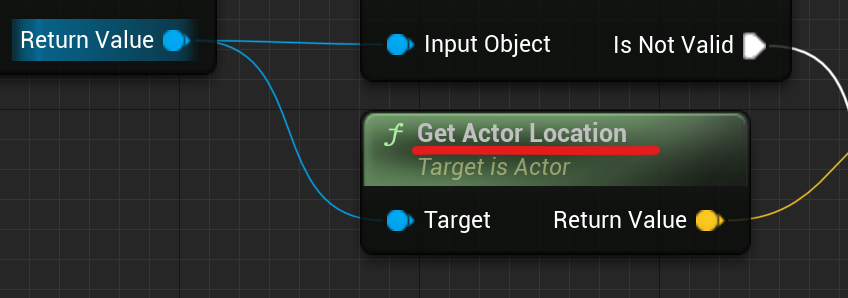 Return Value
Input Object
Is Not Valid
f Get Actor Location
Target is Actor
Target
Return Value